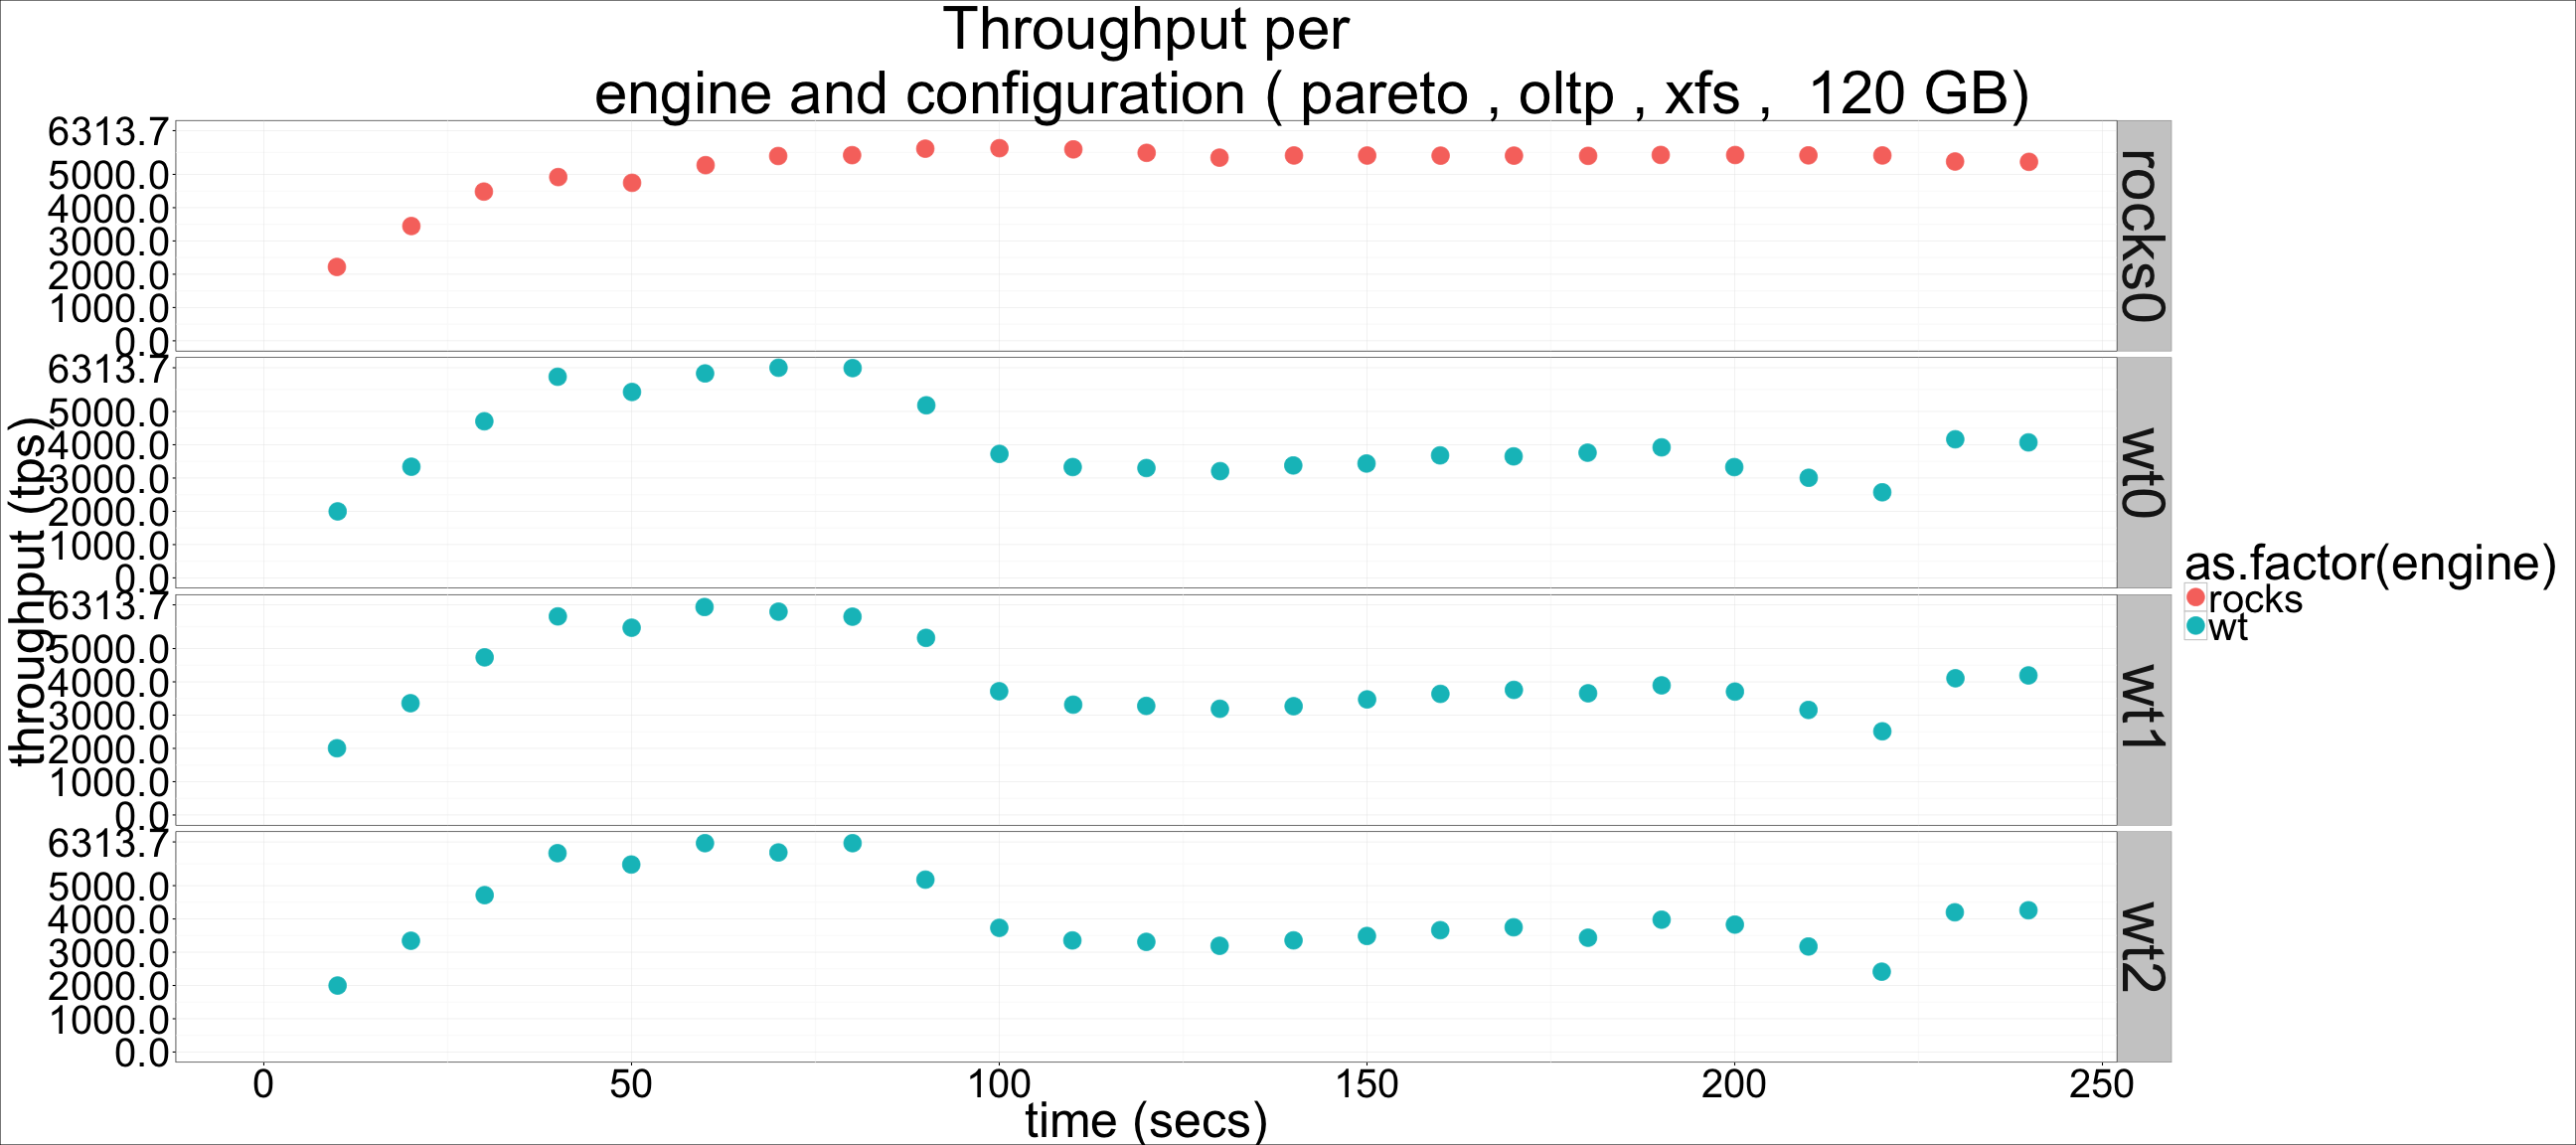 Throughput per
engine and configuration ( pareto , oltp , xfs ,  120 GB)
throughput (tps)
6313.7
5000.0
4000.0
3000.0
2000.0
1000.0
0.0
rocks0
6313.7
5000.0
4000.0
3000.0
2000.0
1000.0
0.0
wt0
6313.7
5000.0
4000.0
3000.0
2000.0
1000.0
0.0
wt1
6313.7
5000.0
4000.0
3000.0
2000.0
1000.0
0.0
wt2
0 50 100 150 200 250
time (secs)
as.factor(engine)
rocks
wt